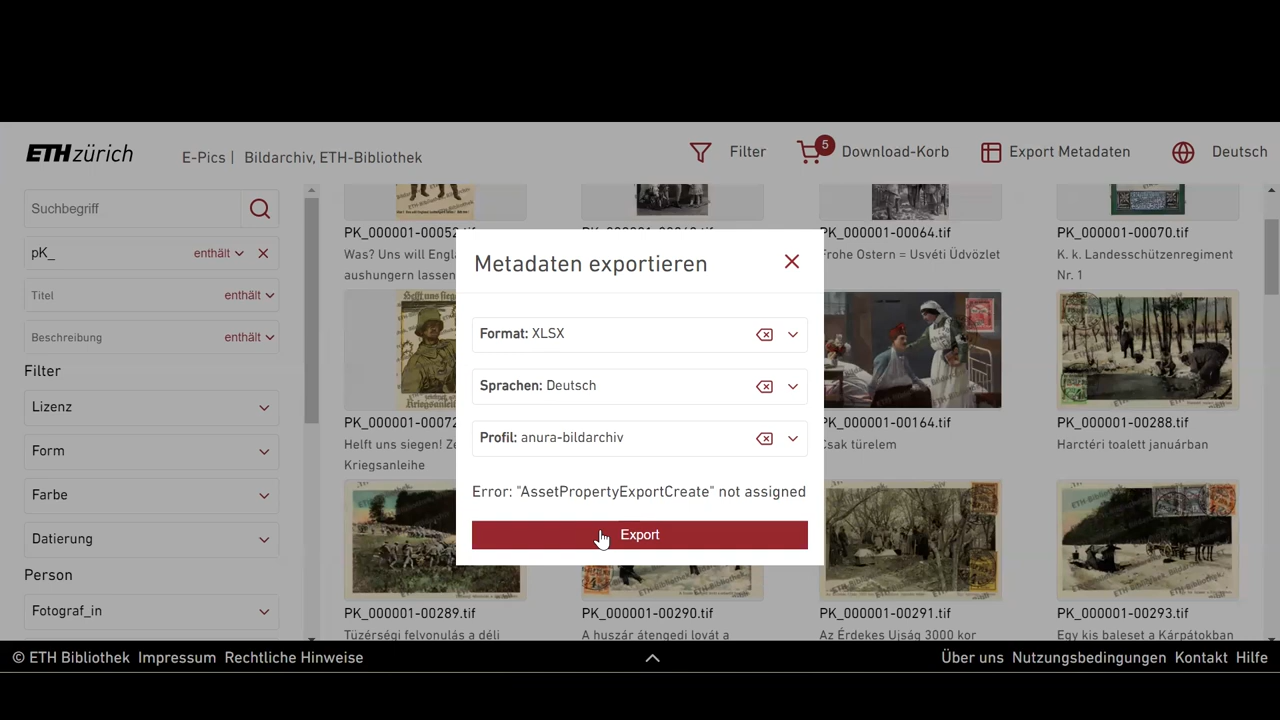 ETH zürich
E-Pics | Bildarchiv, ETH-Bibliothek
Filter
5
Download-Korb
Export Metadaten
Deutsch
Suchbegriff
pK_
enthält
Titel
enthält
Beschreibung
enthält
Filter
Lizenz
Form
Farbe
Datierung
Person
Fotograf_in
PK_000001-00052
Was? Uns will Engl
aushungern lassen
PK_000001-00064.tif
Frohe Ostern = Usvéti Üdvözlet
PK_000001-00070.tif
K. k. Landesschützenregiment
Nr. 1
Metadaten exportieren
Format: XLSX
Sprachen: Deutsch
Profil: anura-bildarchiv
Error: "AssetPropertyExportCreate" not assigned
Export
PK_000001-00072
Helft uns siegen! Ze
Kriegsanleihe
PK_000001-00164.tif
Csak türelem
PK_000001-00288.tif
Harctéri toalett januárban
PK_000001-00289.tif
Tüzérségi felvonulás a déli
PK_000001-00290.tif
A huszár átengedi lovát a
PK_000001-00291.tif
Az Érdekes Ujság 3000 kor
PK_000001-00293.tif
Egy kis baleset a Kárpátokban
© ETH Bibliothek Impressum Rechtliche Hinweise
Über uns Nutzungsbedingungen Kontakt Hilfe